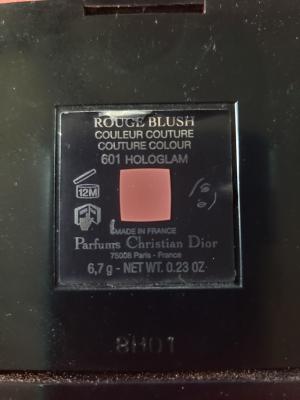 ROUGE BLUSH
COULEUR COUTURE
COUTURE COLOUR
601 HOLOGLAM
12M
MADE IN FRANCE
Parfums Christian Dior
75008 Paris - France
6,7 g - NET WT. 0.23 OZ.
8H01